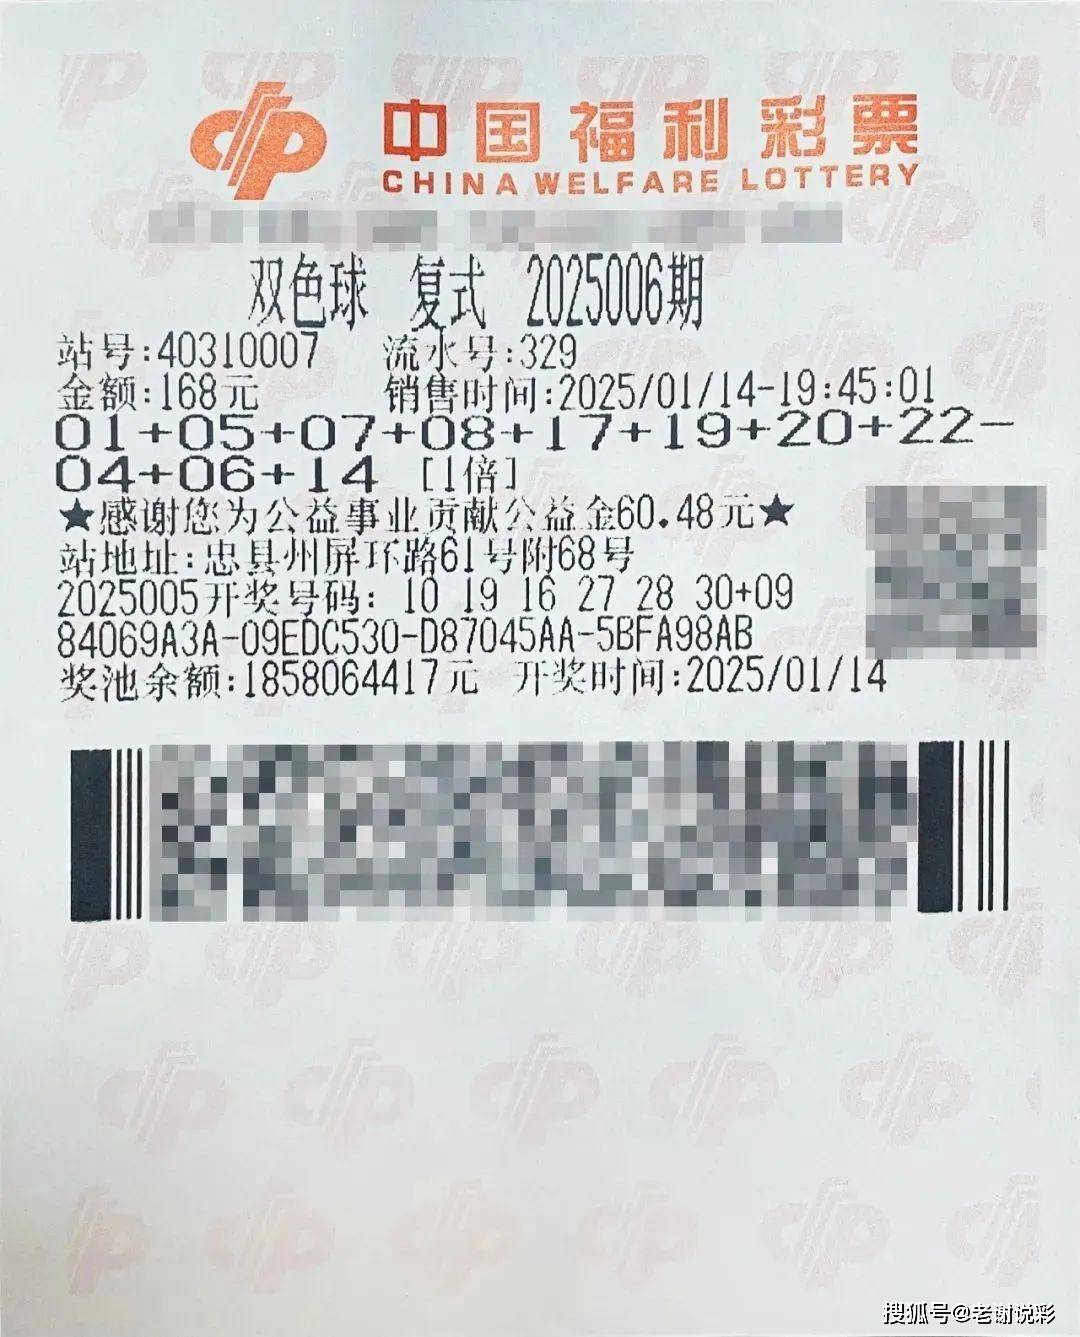 中国福利彩票
CHINA WELFARE LOTTERY
双色球 复式 2025006期
站号:40310007 流水号:329
金额:168元 销售时间:2025/01/14-19:45:01
01+05+07+08+17+19+20+22-
04+06+14 [1倍]
★感谢您为公益事业贡献公益金60.48元★
站地址:忠县州屏环路61号附68号
2025005开奖号码: 10 19 16 27 28 30+09
84069A3A-09EDC530-D87045AA-5BFA98AB
奖池余额:1858064417元 开奖时间:2025/01/14
搜狐号@老谢说彩